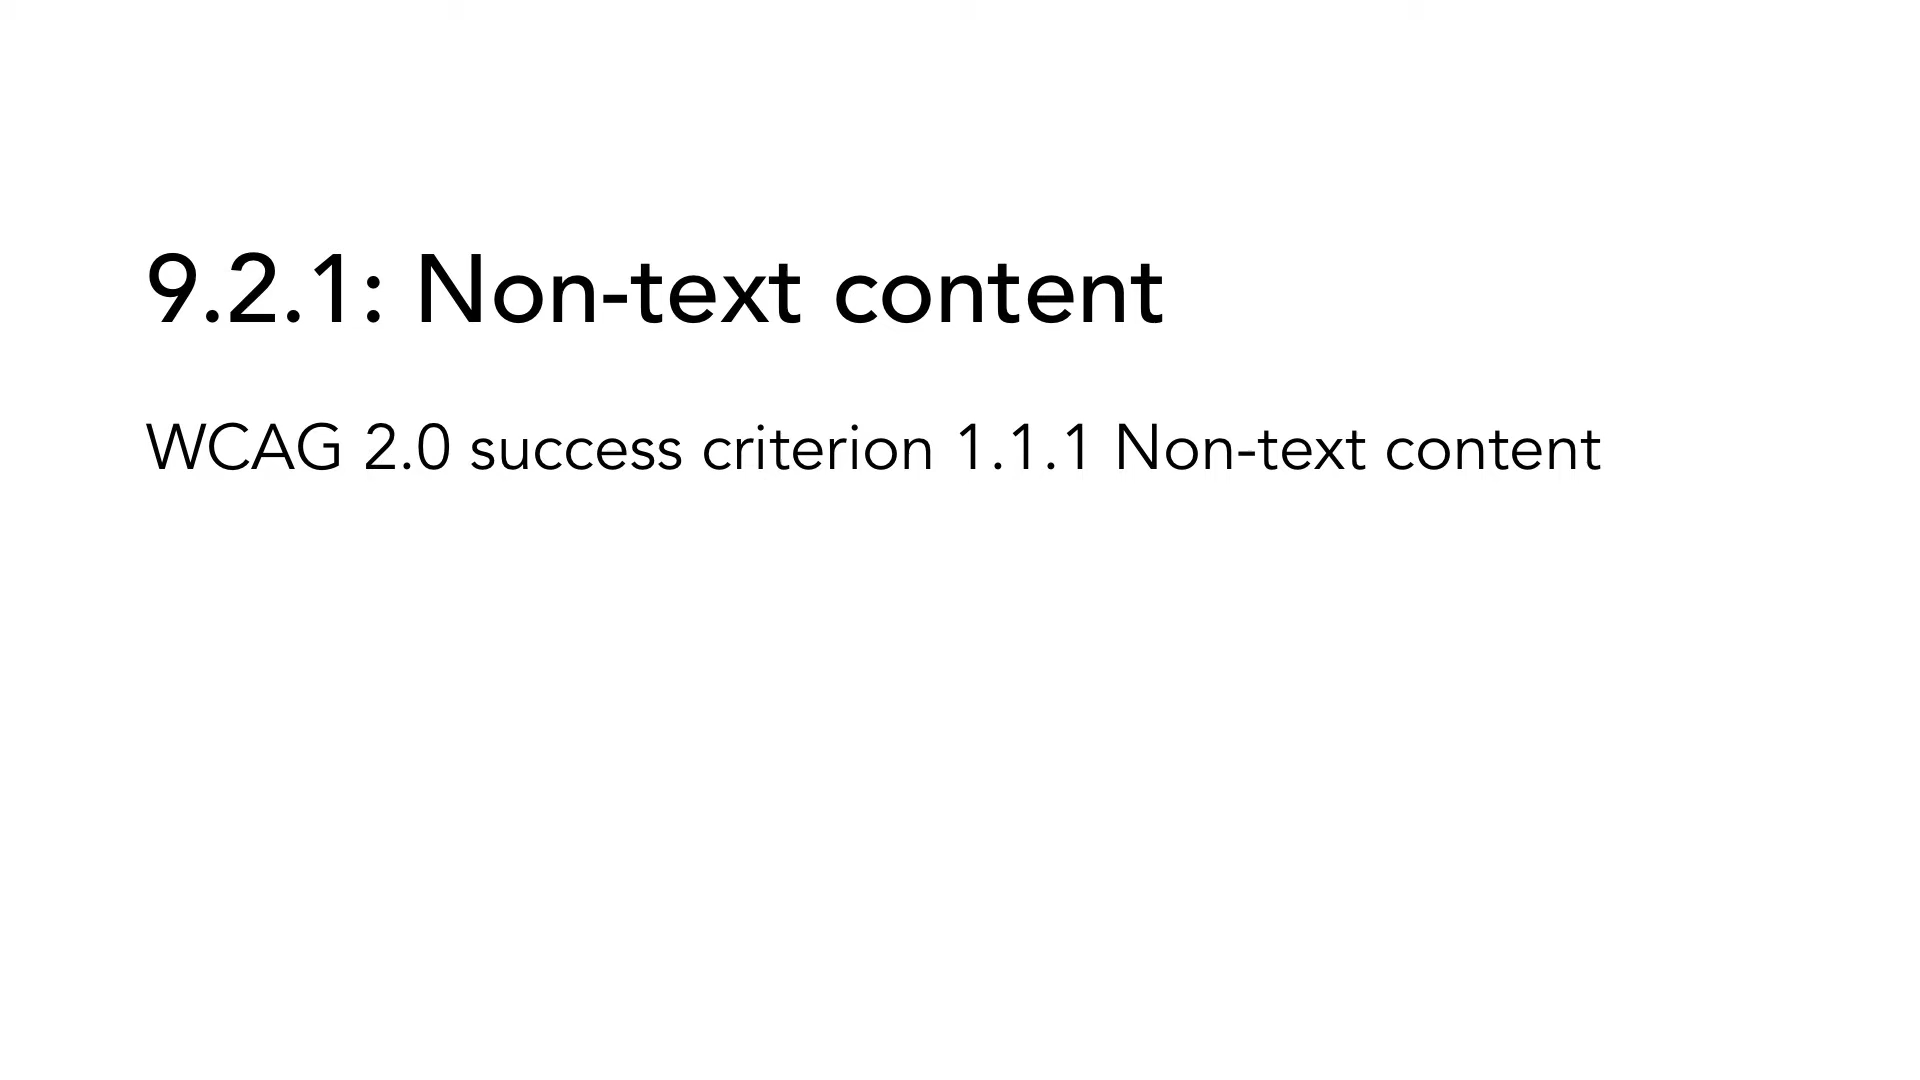 9.2.1: Non-text content
WCAG 2.0 success criterion 1.1.1 Non-text content